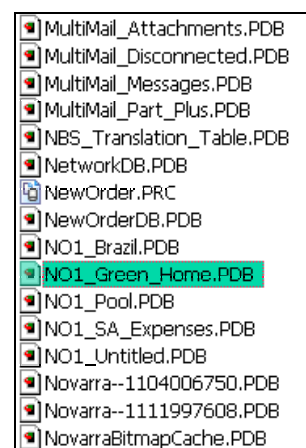 MultiMail_Attachments.PDB
MultiMail_Disconnected.PDB
MultiMail_Messages.PDB
MultiMail_Part_Plus.PDB
NBS_Translation_Table.PDB
NetworkDB.PDB
NewOrder.PRC
NewOrderDB.PDB
NO1_Brazil.PDB
NO1_Green_Home.PDB
NO1_Pool.PDB
NO1_SA_Expenses.PDB
NO1_Untitled.PDB
Novarra--1104006750.PDB
Novarra--1111997608.PDB
NovarraBitmapCache.PDB